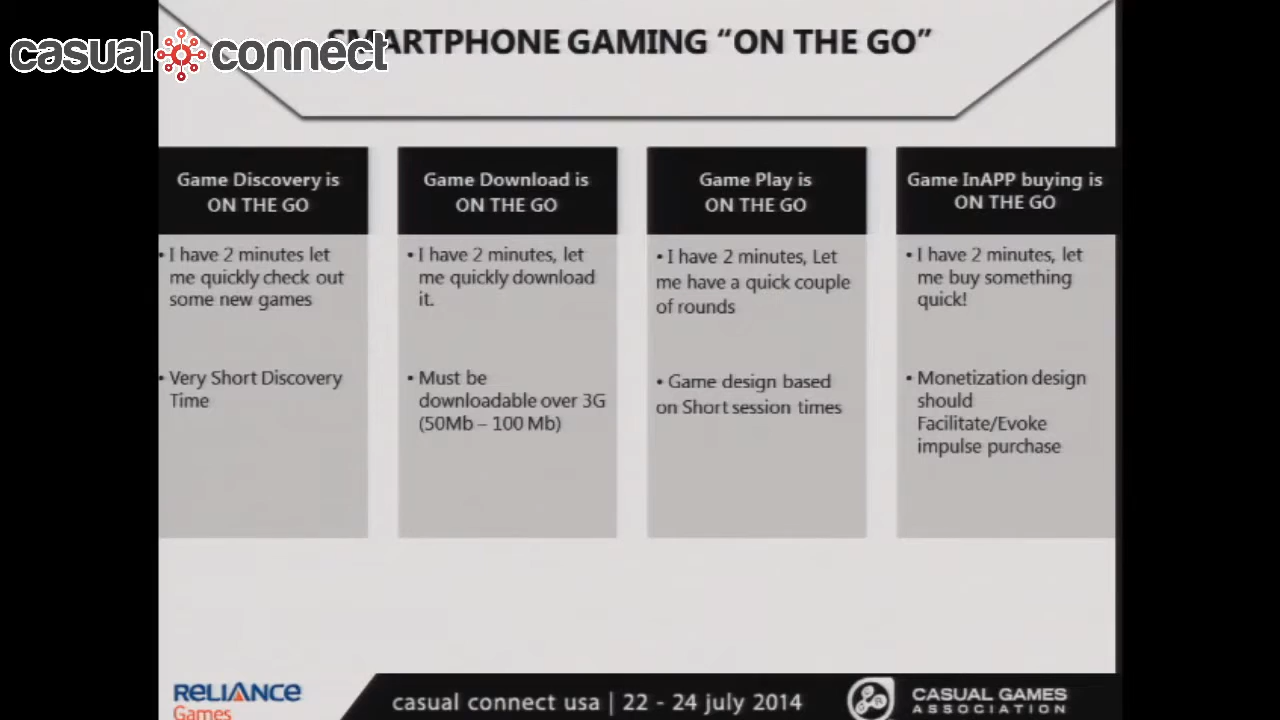 casual connect
SMARTPHONE GAMING “ON THE GO”
Game Discovery is
ON THE GO
• I have 2 minutes let
me quickly check out
some new games
• Very Short Discovery
Time
Game Download is
ON THE GO
• I have 2 minutes, let
me quickly download
it.
• Must be
downloadable over 3G
(50Mb – 100 Mb)
Game Play is
ON THE GO
• I have 2 minutes, Let
me have a quick couple
of rounds
• Game design based
on Short session times
Game InAPP buying is
ON THE GO
• I have 2 minutes, let
me buy something
quick!
• Monetization design
should
Facilitate/Evoke
impulse purchase
RELIANCE
Games
casual connect usa | 22 - 24 july 2014
CASUAL GAMES
ASSOCIATION